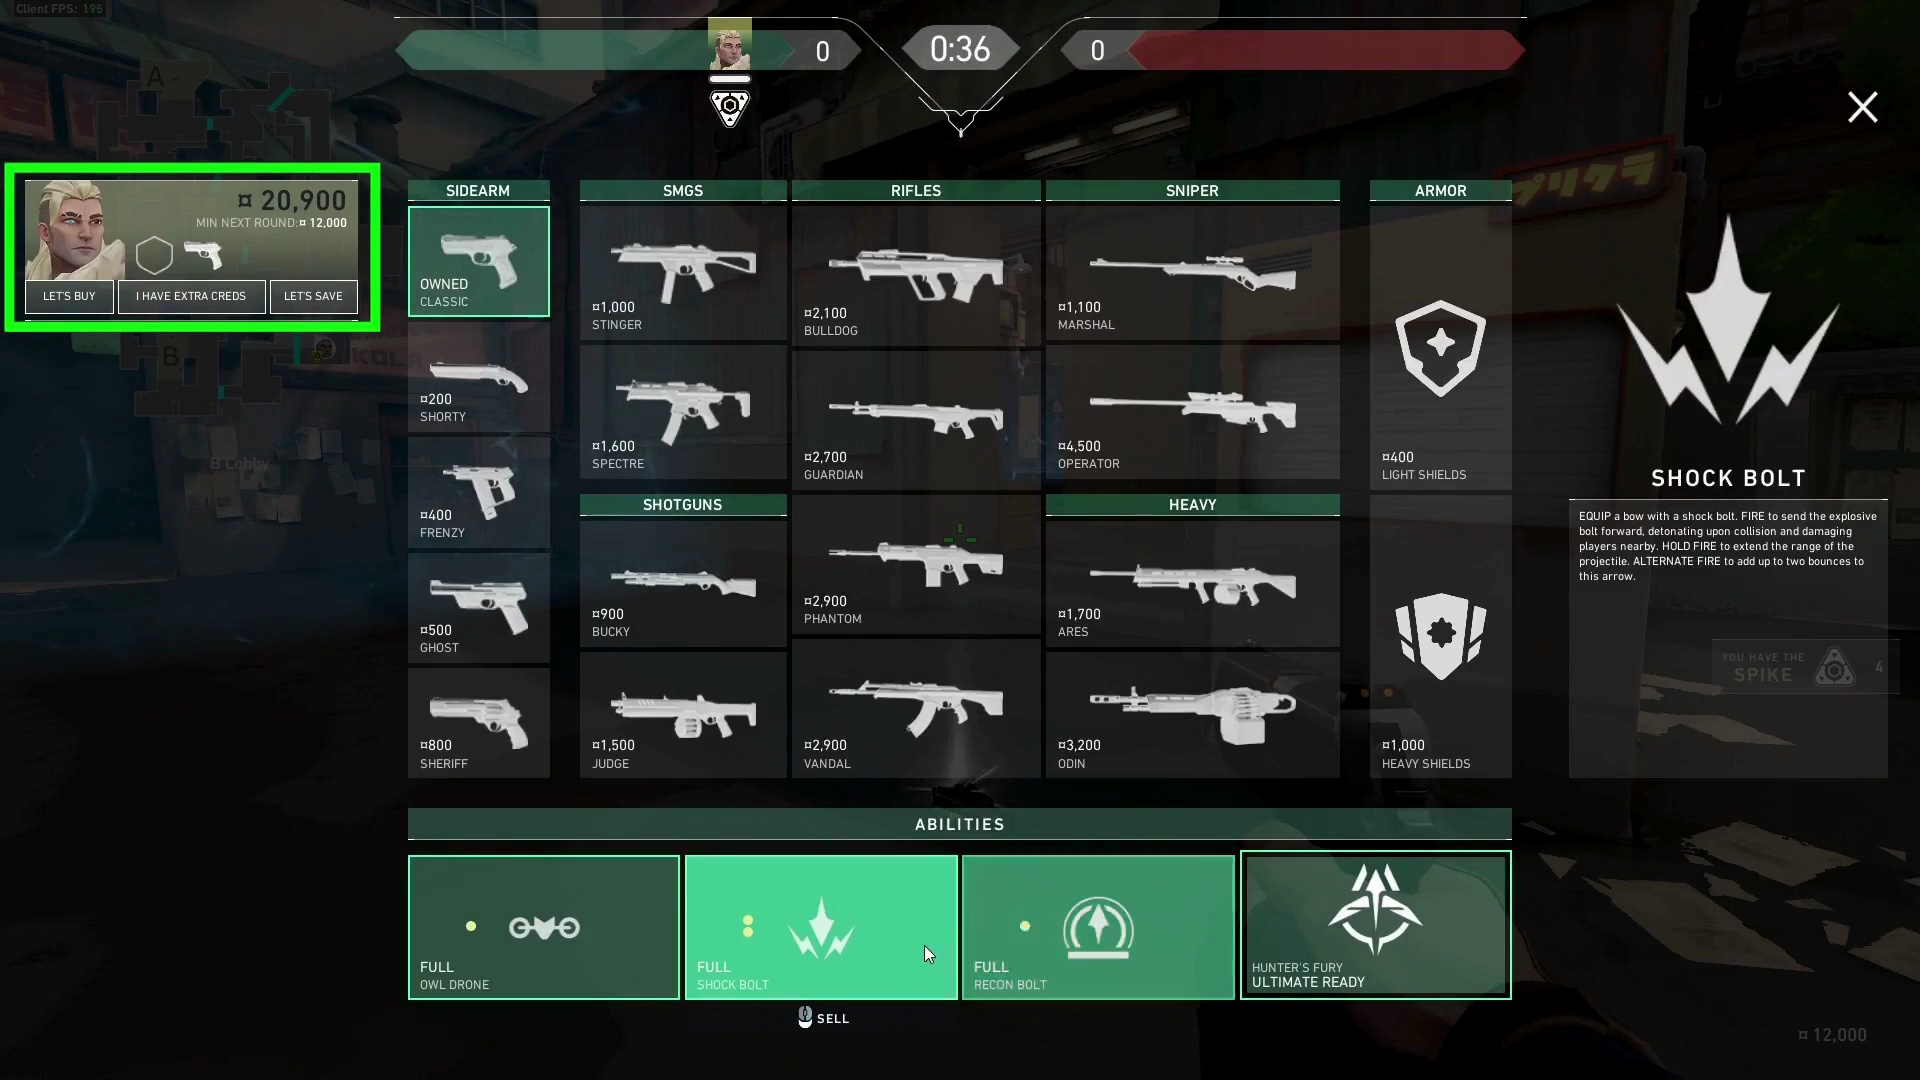 Client FPS: 195
0
0:36
0
A
¤ 20,900
MIN NEXT ROUND: ¤ 12,000
LET'S BUY
I HAVE EXTRA CREDS
LET'S SAVE
B
KOLA
B Lobby
プリクラ
SIDEARM
OWNED
CLASSIC
¤200
SHORTY
¤400
FRENZY
¤500
GHOST
¤800
SHERIFF
SMGS
¤1,000
STINGER
¤1,600
SPECTRE
SHOTGUNS
¤900
BUCKY
¤1,500
JUDGE
RIFLES
¤2,100
BULLDOG
¤2,700
GUARDIAN
¤2,900
PHANTOM
¤2,900
VANDAL
SNIPER
¤1,100
MARSHAL
¤4,500
OPERATOR
HEAVY
¤1,700
ARES
¤3,200
ODIN
ARMOR
¤400
LIGHT SHIELDS
¤1,000
HEAVY SHIELDS
SHOCK BOLT
EQUIP a bow with a shock bolt. FIRE to send the explosive
bolt forward, detonating upon collision and damaging
players nearby. HOLD FIRE to extend the range of the
projectile. ALTERNATE FIRE to add up to two bounces to
this arrow.
YOU HAVE THE
SPIKE
4
ABILITIES
FULL
OWL DRONE
FULL
SHOCK BOLT
FULL
RECON BOLT
HUNTER'S FURY
ULTIMATE READY
SELL
¤ 12,000